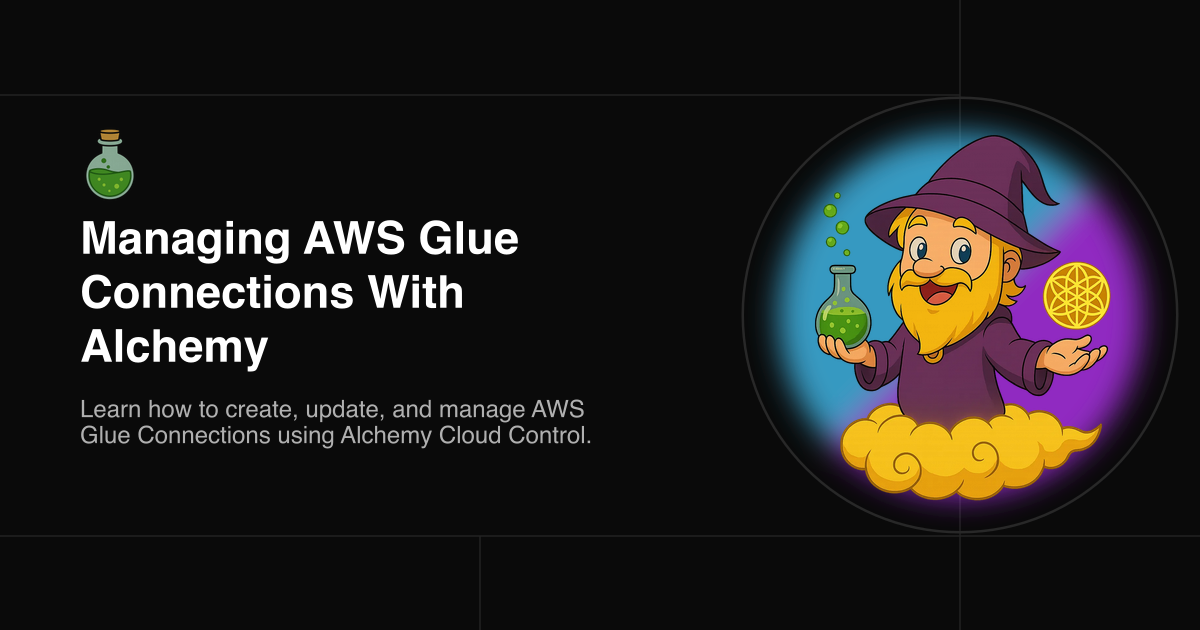 Managing AWS Glue
Connections With
Alchemy
Learn how to create, update, and manage AWS
Glue Connections using Alchemy Cloud Control.